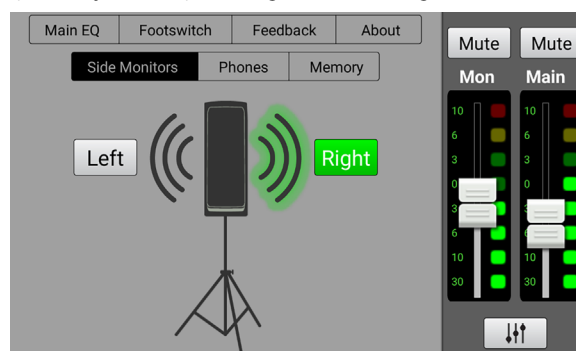 Main EQ Footswitch Feedback About
Side Monitors Phones Memory
Left Right
Mute Mute
Mon Main
10 10
6 6
3 3
0 0
3
6 6
10 10
30 30